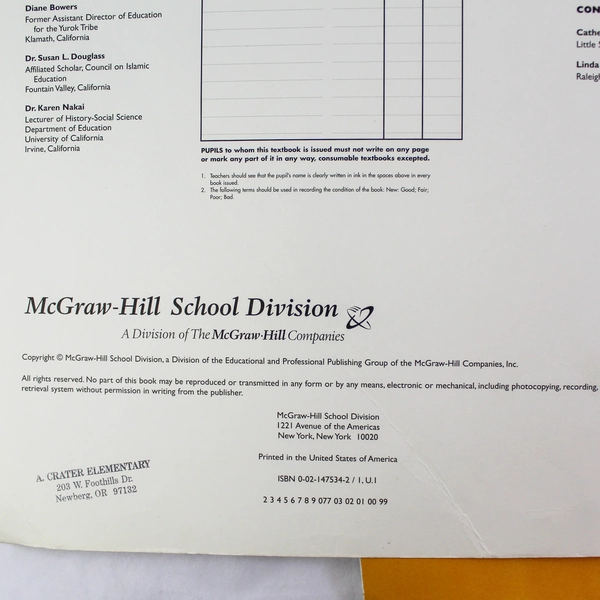 Diane Bowers
Former Assistant Director of Education
for the Yurok Tribe
Klamath, California
Dr. Susan L. Douglass
Affiliated Scholar, Council on Islamic
Education
Fountain Valley, California
Dr. Karen Nakai
Lecturer of History-Social Science
Department of Education
University of California
Irvine, California
PUPILS to whom this textbook is issued must not write on any page
or mark any part of it in any way, consumable textbooks excepted.
1. Teachers should see that the pupil's name is clearly written in ink in the spaces above in every
book issued.
2. The following terms should be used in recording the condition of the book: New; Good; Fair;
Poor; Bad.
CON
Cathe
Little
Linda
Raleig
McGraw-Hill School Division
A Division of The McGraw-Hill Companies
Copyright © McGraw-Hill School Division, a Division of the Educational and Professional Publishing Group of the McGraw-Hill Companies, Inc.
All rights reserved. No part of this book may be reproduced or transmitted in any form or by any means, electronic or mechanical, including photocopying, recording,
retrieval system without permission in writing from the publisher.
McGraw-Hill School Division
1221 Avenue of the Americas
New York, New York 10020
Printed in the United States of America
ISBN 0-02-147534-2 / 1, U.1
2 3 4 5 6 7 8 9 077 03 02 01 00 99
A. CRATER ELEMENTARY
203 W. Foothills Dr.
Newberg, OR 97132